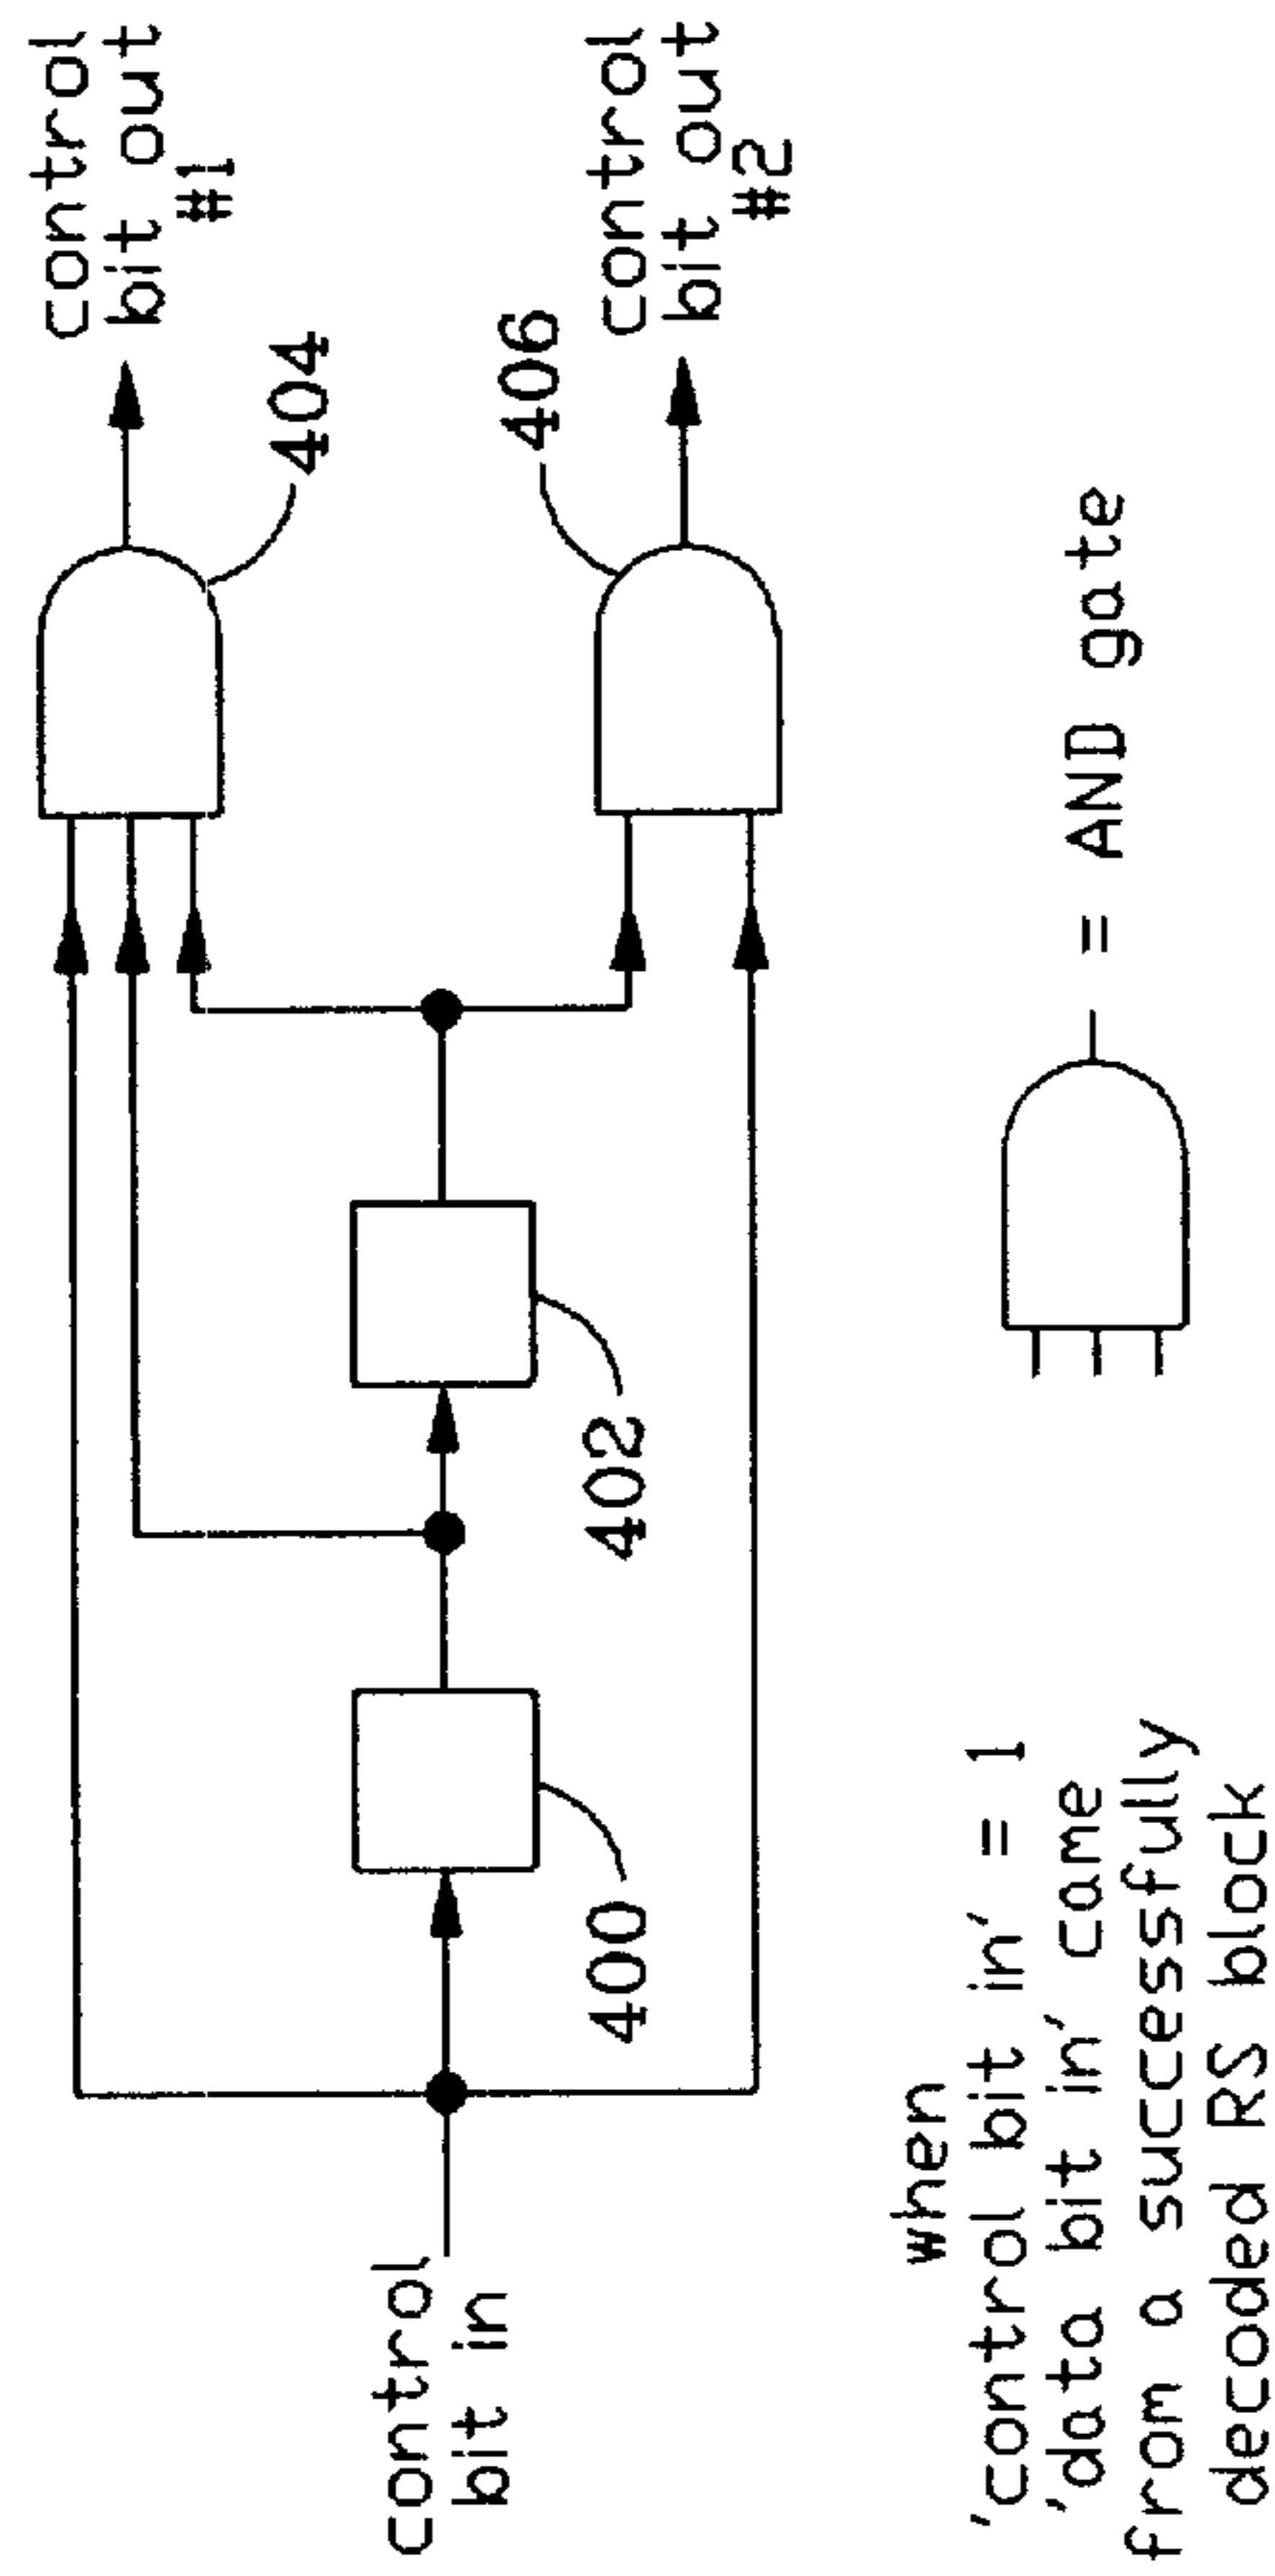 control
bit out
#1
404
control
bit in
400
402
406
control
bit out
#2
when
'control bit in' = 1
'data bit in' came
from a successfully
decoded RS block
= AND gate